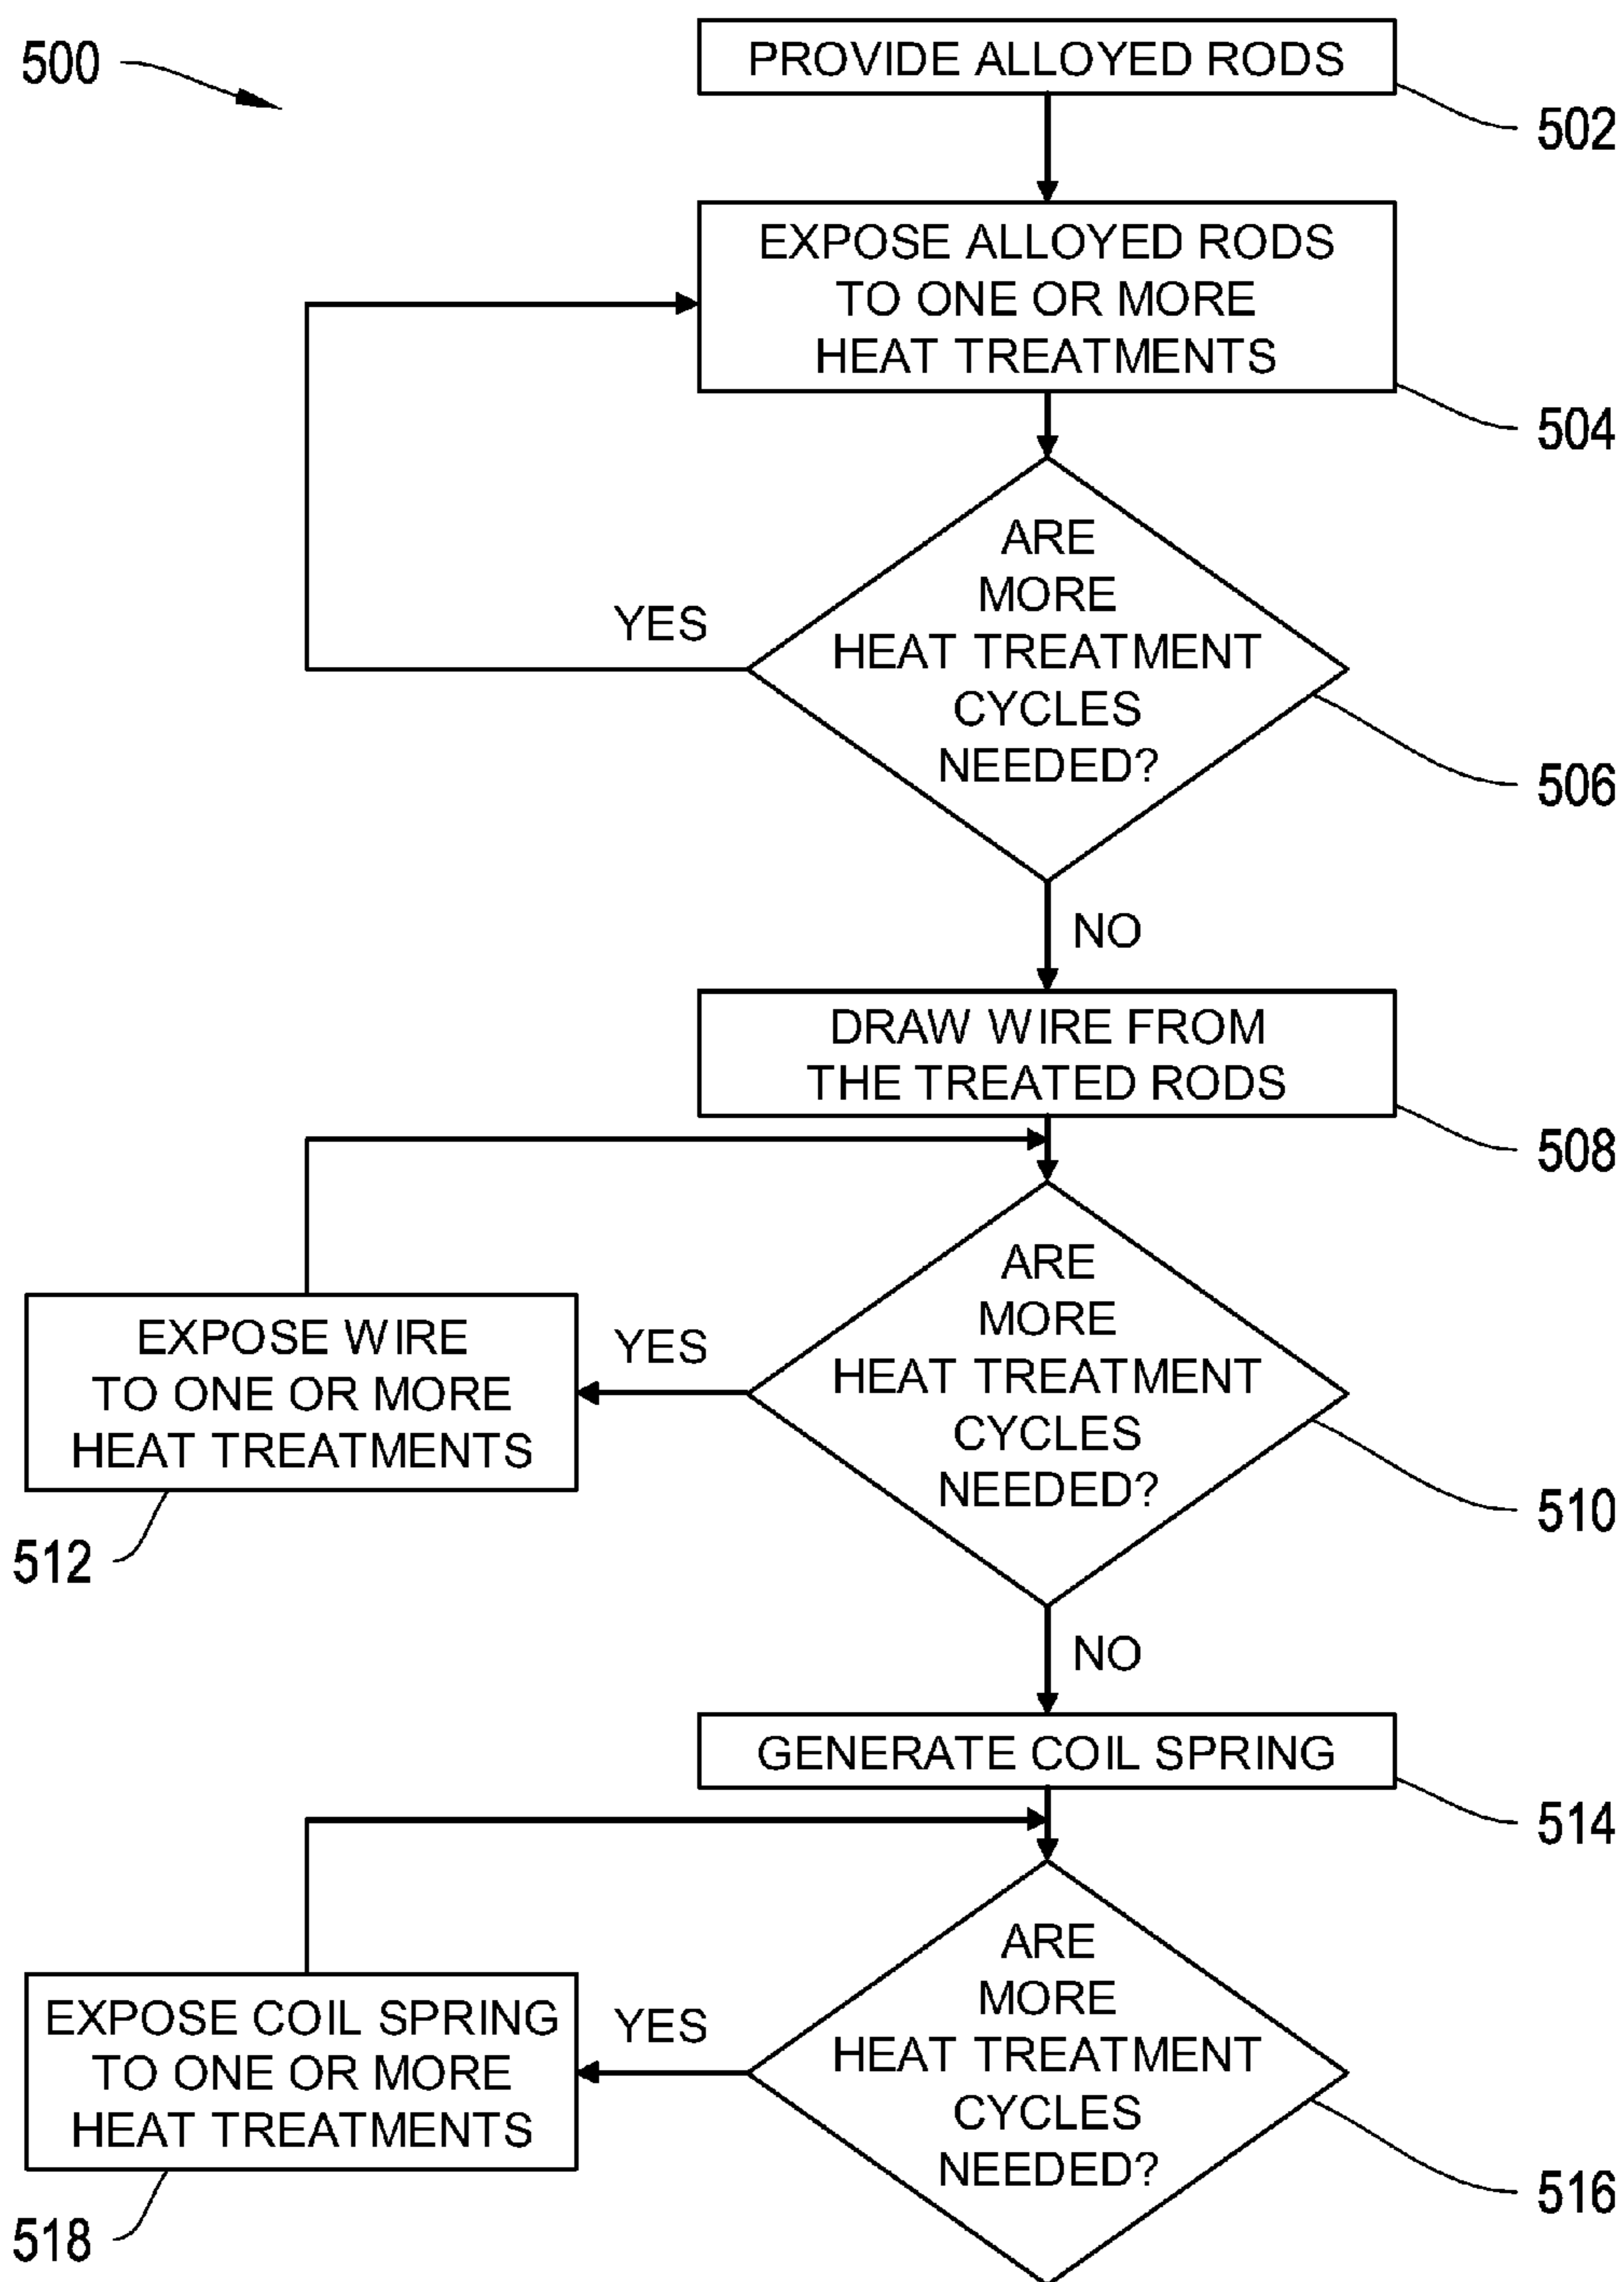 500
PROVIDE ALLOYED RODS
502
EXPOSE ALLOYED RODS
TO ONE OR MORE
HEAT TREATMENTS
504
ARE
MORE
HEAT TREATMENT
CYCLES
NEEDED?
YES
506
NO
DRAW WIRE FROM
THE TREATED RODS
508
ARE
MORE
HEAT TREATMENT
CYCLES
NEEDED?
YES
510
EXPOSE WIRE
TO ONE OR MORE
HEAT TREATMENTS
512
NO
GENERATE COIL SPRING
514
ARE
MORE
HEAT TREATMENT
CYCLES
NEEDED?
YES
516
EXPOSE COIL SPRING
TO ONE OR MORE
HEAT TREATMENTS
518